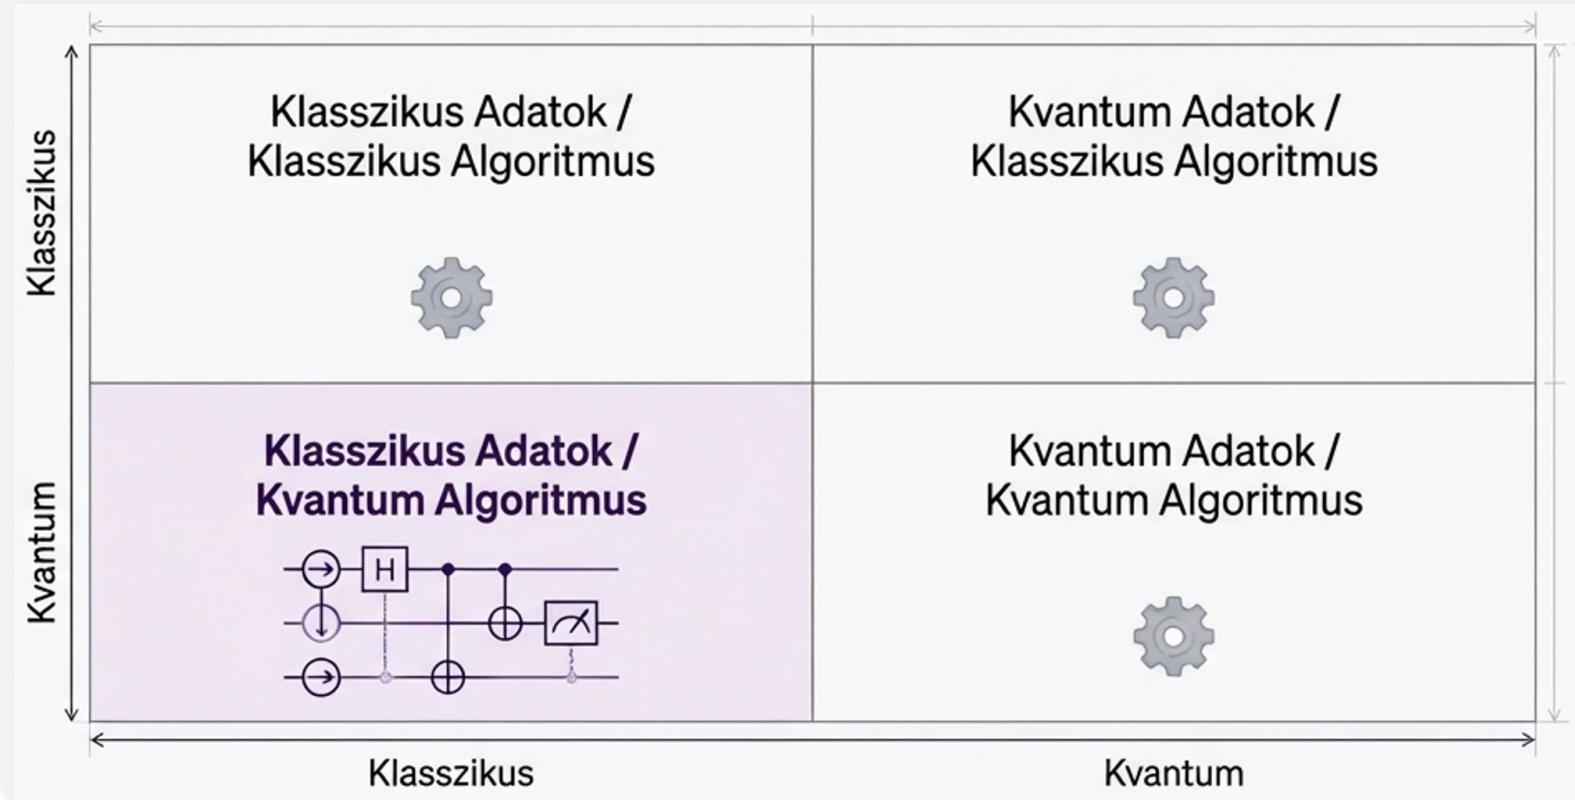 Klasszikus
Klasszikus Adatok /
Klasszikus Algoritmus
Kvantum Adatok /
Klasszikus Algoritmus
Kvantum
Klasszikus Adatok /
Kvantum Algoritmus
H
Kvantum Adatok /
Kvantum Algoritmus
Klasszikus
Kvantum